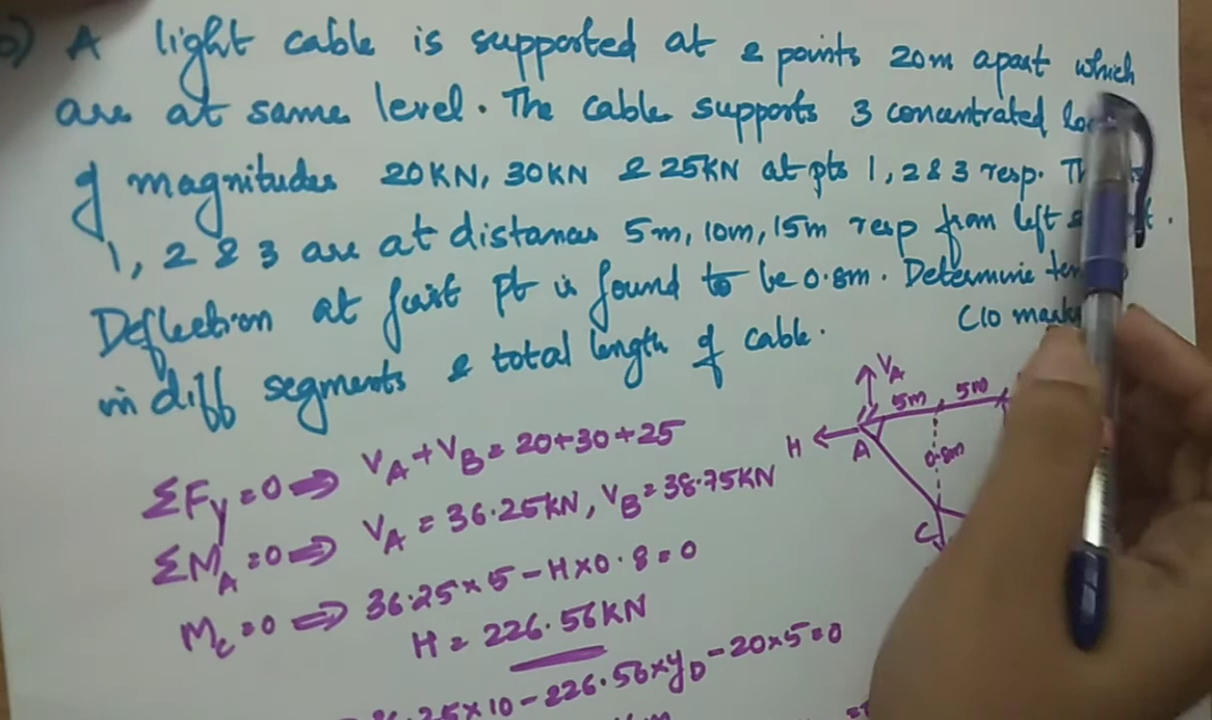 A light cable is supported at 2 points 20m apart which
are at same level. The cable supports 3 concentrated
of magnitudes 20KN, 30KN & 25KN at pts 1, 2 & 3 resp.
1, 2 & 3 are at distances 5m, 10m, 15m resp from left
Deflection at first pt is found to be 0.8m. Determine
in diff segments & total length of cable.
(10 marks
VA
5m 5m
H
A
0.8m
C
ΣFy=0 ⇒ VA+VB = 20+30+25
ΣMA=0 ⇒ VA = 36.25KN, VB = 38.75KN
Mc=0 ⇒ 36.25×5-H×0.8=0
H = 226.56KN
36.25×10-226.56×yD-20×5=0